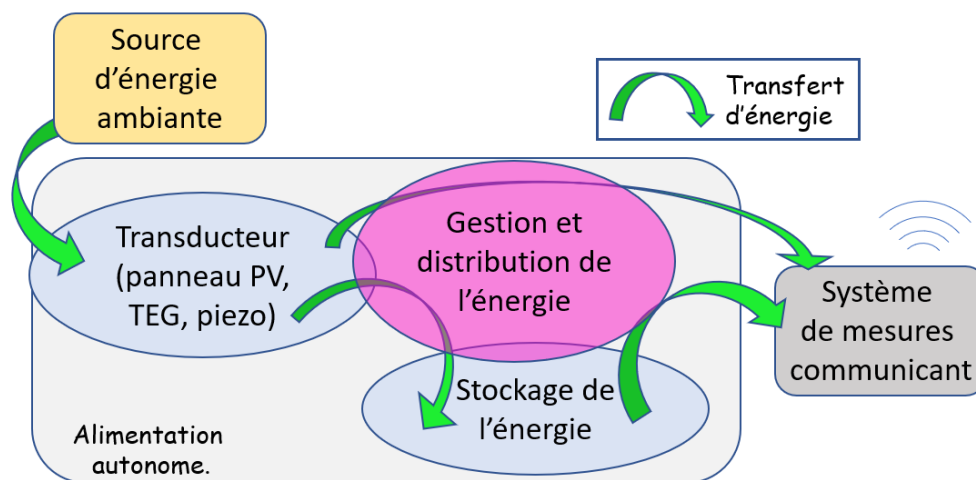 Source
d’énergie
ambiante
Transfert
d’énergie
Transducteur
(panneau PV,
TEG, piezo)
Gestion et
distribution de
l’énergie
Système
de mesures
communicant
Stockage de
l’énergie
Alimentation
autonome.